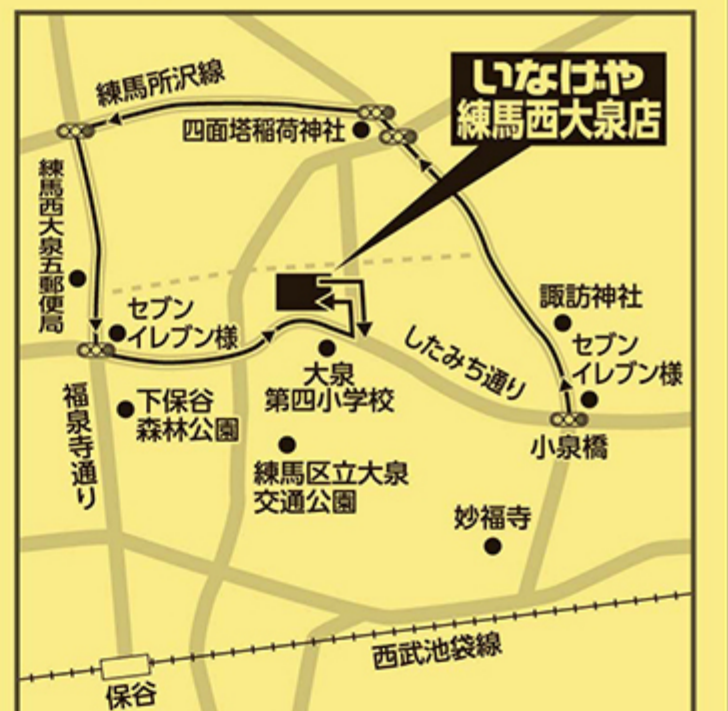 いなげや
練馬西大泉店
練馬所沢線
四面塔稲荷神社
練馬西大泉五郵便局
セブン
イレブン様
諏訪神社
セブン
イレブン様
したみち通り
大泉
第四小学校
下保谷
森林公園
福泉寺通り
小泉橋
練馬区立大泉
交通公園
妙福寺
西武池袋線
保谷